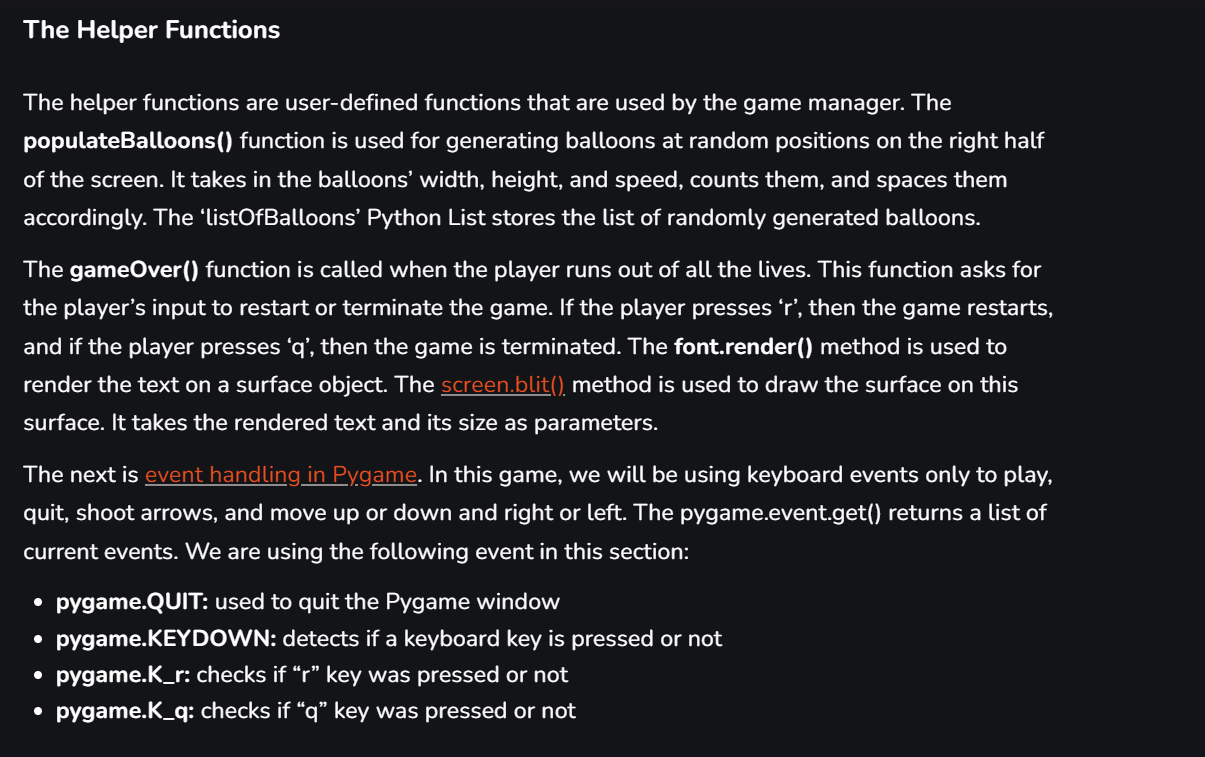 The Helper Functions
The helper functions are user-defined functions that are used by the game manager. The
populateBalloons() function is used for generating balloons at random positions on the right half
of the screen. It takes in the balloons’ width, height, and speed, counts them, and spaces them
accordingly. The ‘listOfBalloons’ Python List stores the list of randomly generated balloons.
The gameOver() function is called when the player runs out of all the lives. This function asks for
the player’s input to restart or terminate the game. If the player presses ‘r’, then the game restarts,
and if the player presses ‘q’, then the game is terminated. The font.render() method is used to
render the text on a surface object. The screen.blit() method is used to draw the surface on this
surface. It takes the rendered text and its size as parameters.
The next is event handling in Pygame. In this game, we will be using keyboard events only to play,
quit, shoot arrows, and move up or down and right or left. The pygame.event.get() returns a list of
current events. We are using the following event in this section:
• pygame.QUIT: used to quit the Pygame window
• pygame.KEYDOWN: detects if a keyboard key is pressed or not
• pygame.K_r: checks if “r” key was pressed or not
• pygame.K_q: checks if “q” key was pressed or not